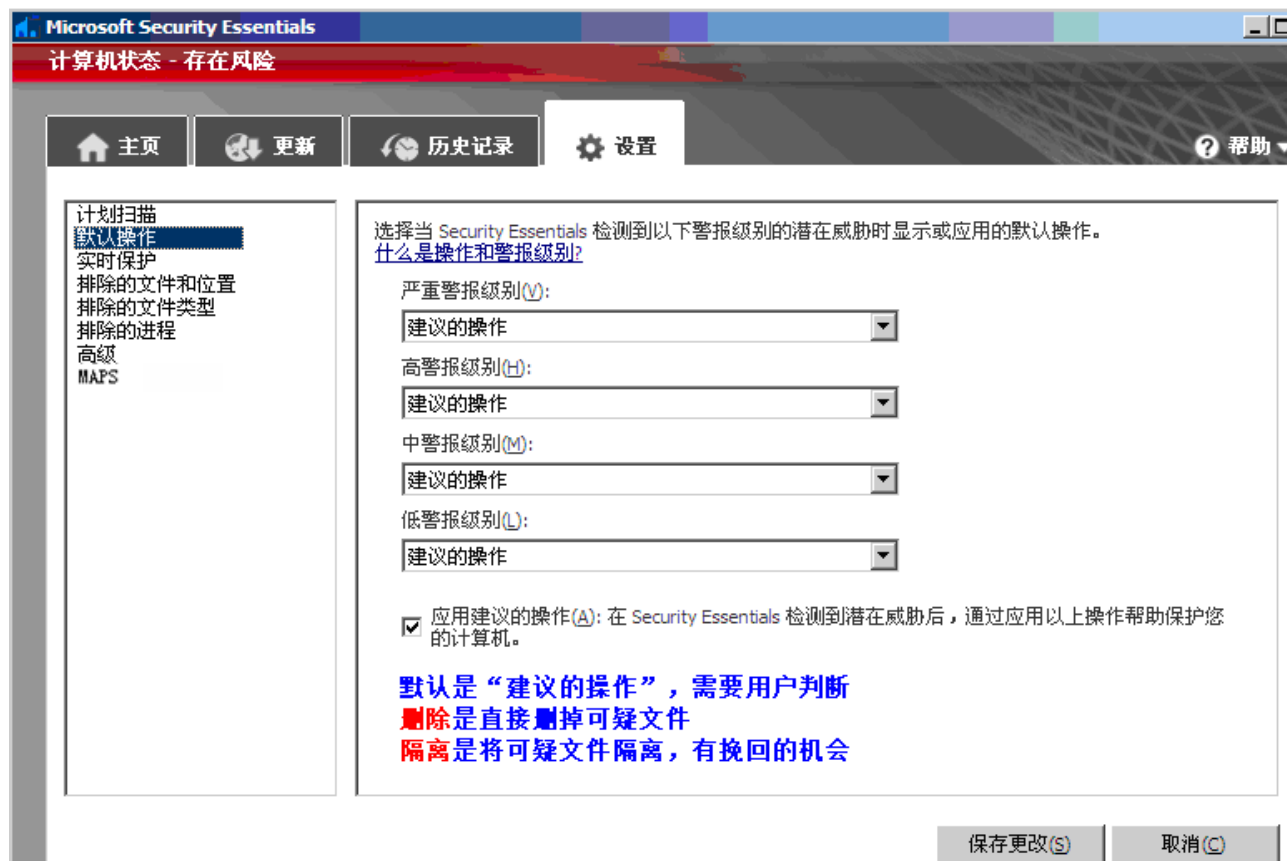 Microsoft Security Essentials
计算机状态 - 存在风险
主页
更新
历史记录
设置
帮助
计划扫描
默认操作
实时保护
排除的文件和位置
排除的文件类型
排除的进程
高级
MAPS
选择当 Security Essentials 检测到以下警报级别的潜在威胁时显示或应用的默认操作。
什么是操作和警报级别?
严重警报级别(V):
建议的操作
高警报级别(H):
建议的操作
中警报级别(M):
建议的操作
低警报级别(L):
建议的操作
应用建议的操作(A): 在 Security Essentials 检测到潜在威胁后，通过应用以上操作帮助保护您
的计算机。
默认是“建议的操作”，需要用户判断
删除是直接删掉可疑文件
隔离是将可疑文件隔离，有挽回的机会
保存更改(S)
取消(C)